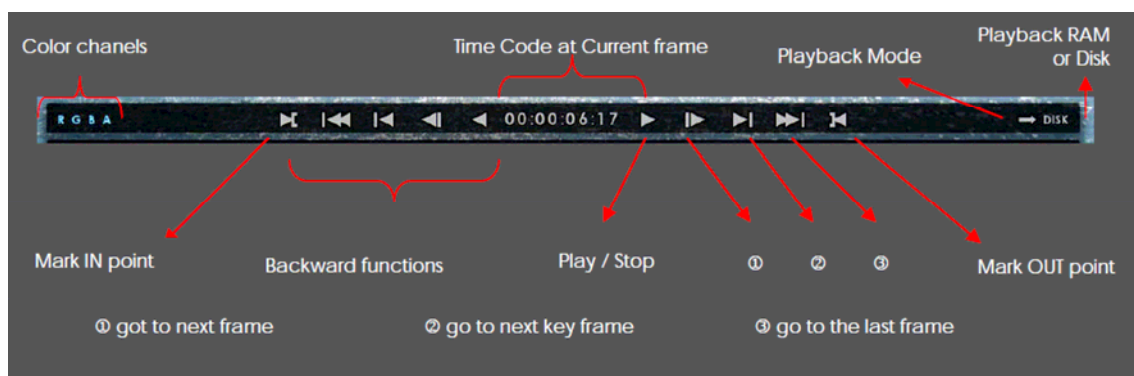 Color chanels
Time Code at Current frame
Playback Mode
Playback RAM
or Disk
R G B A
00:00:06:17
DISK
Mark IN point
Backward functions
Play / Stop
① ② ③
Mark OUT point
① got to next frame
② go to next key frame
③ go to the last frame